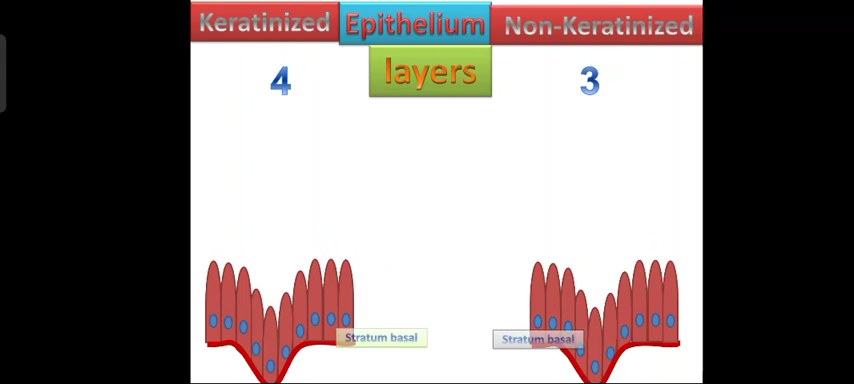 Keratinized Epithelium Non-Keratinized
layers
4 3
Stratum basal Stratum basal